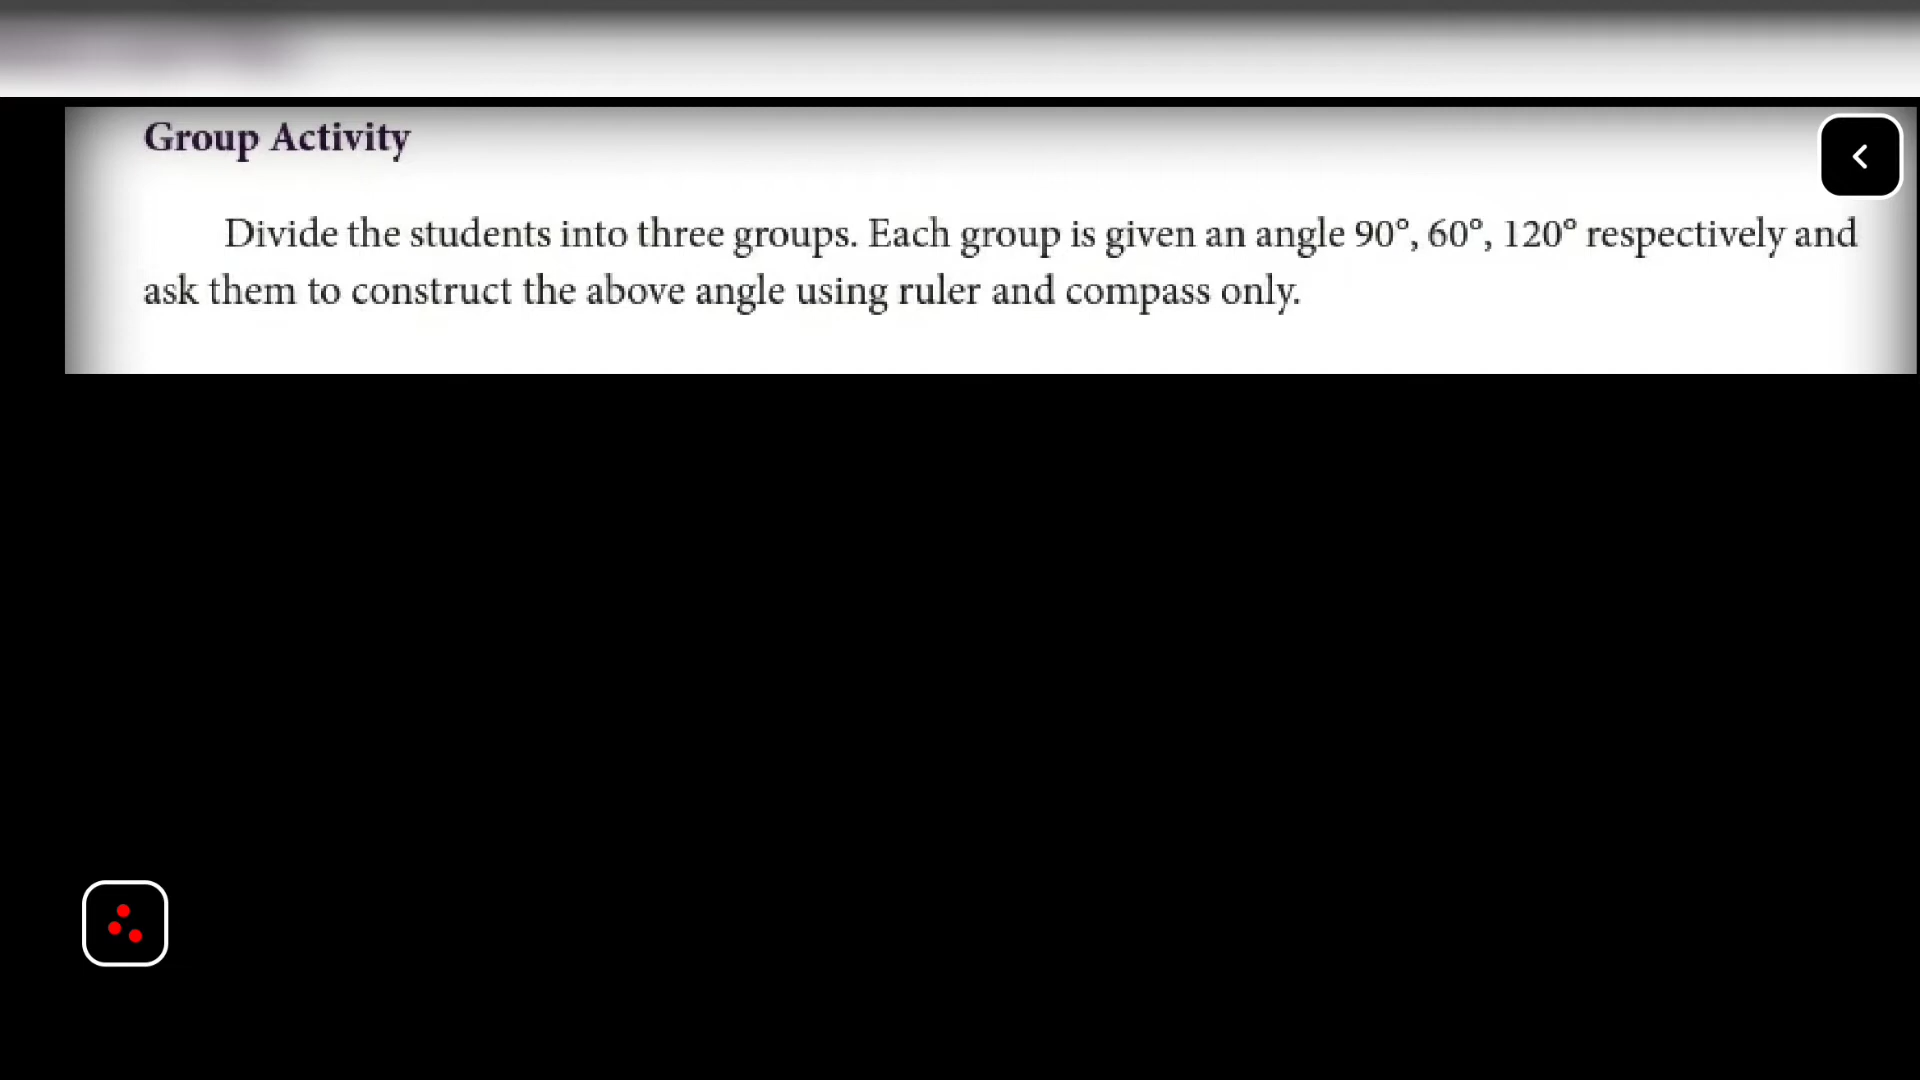 Group Activity
Divide the students into three groups. Each group is given an angle 90°, 60°, 120° respectively and
ask them to construct the above angle using ruler and compass only.